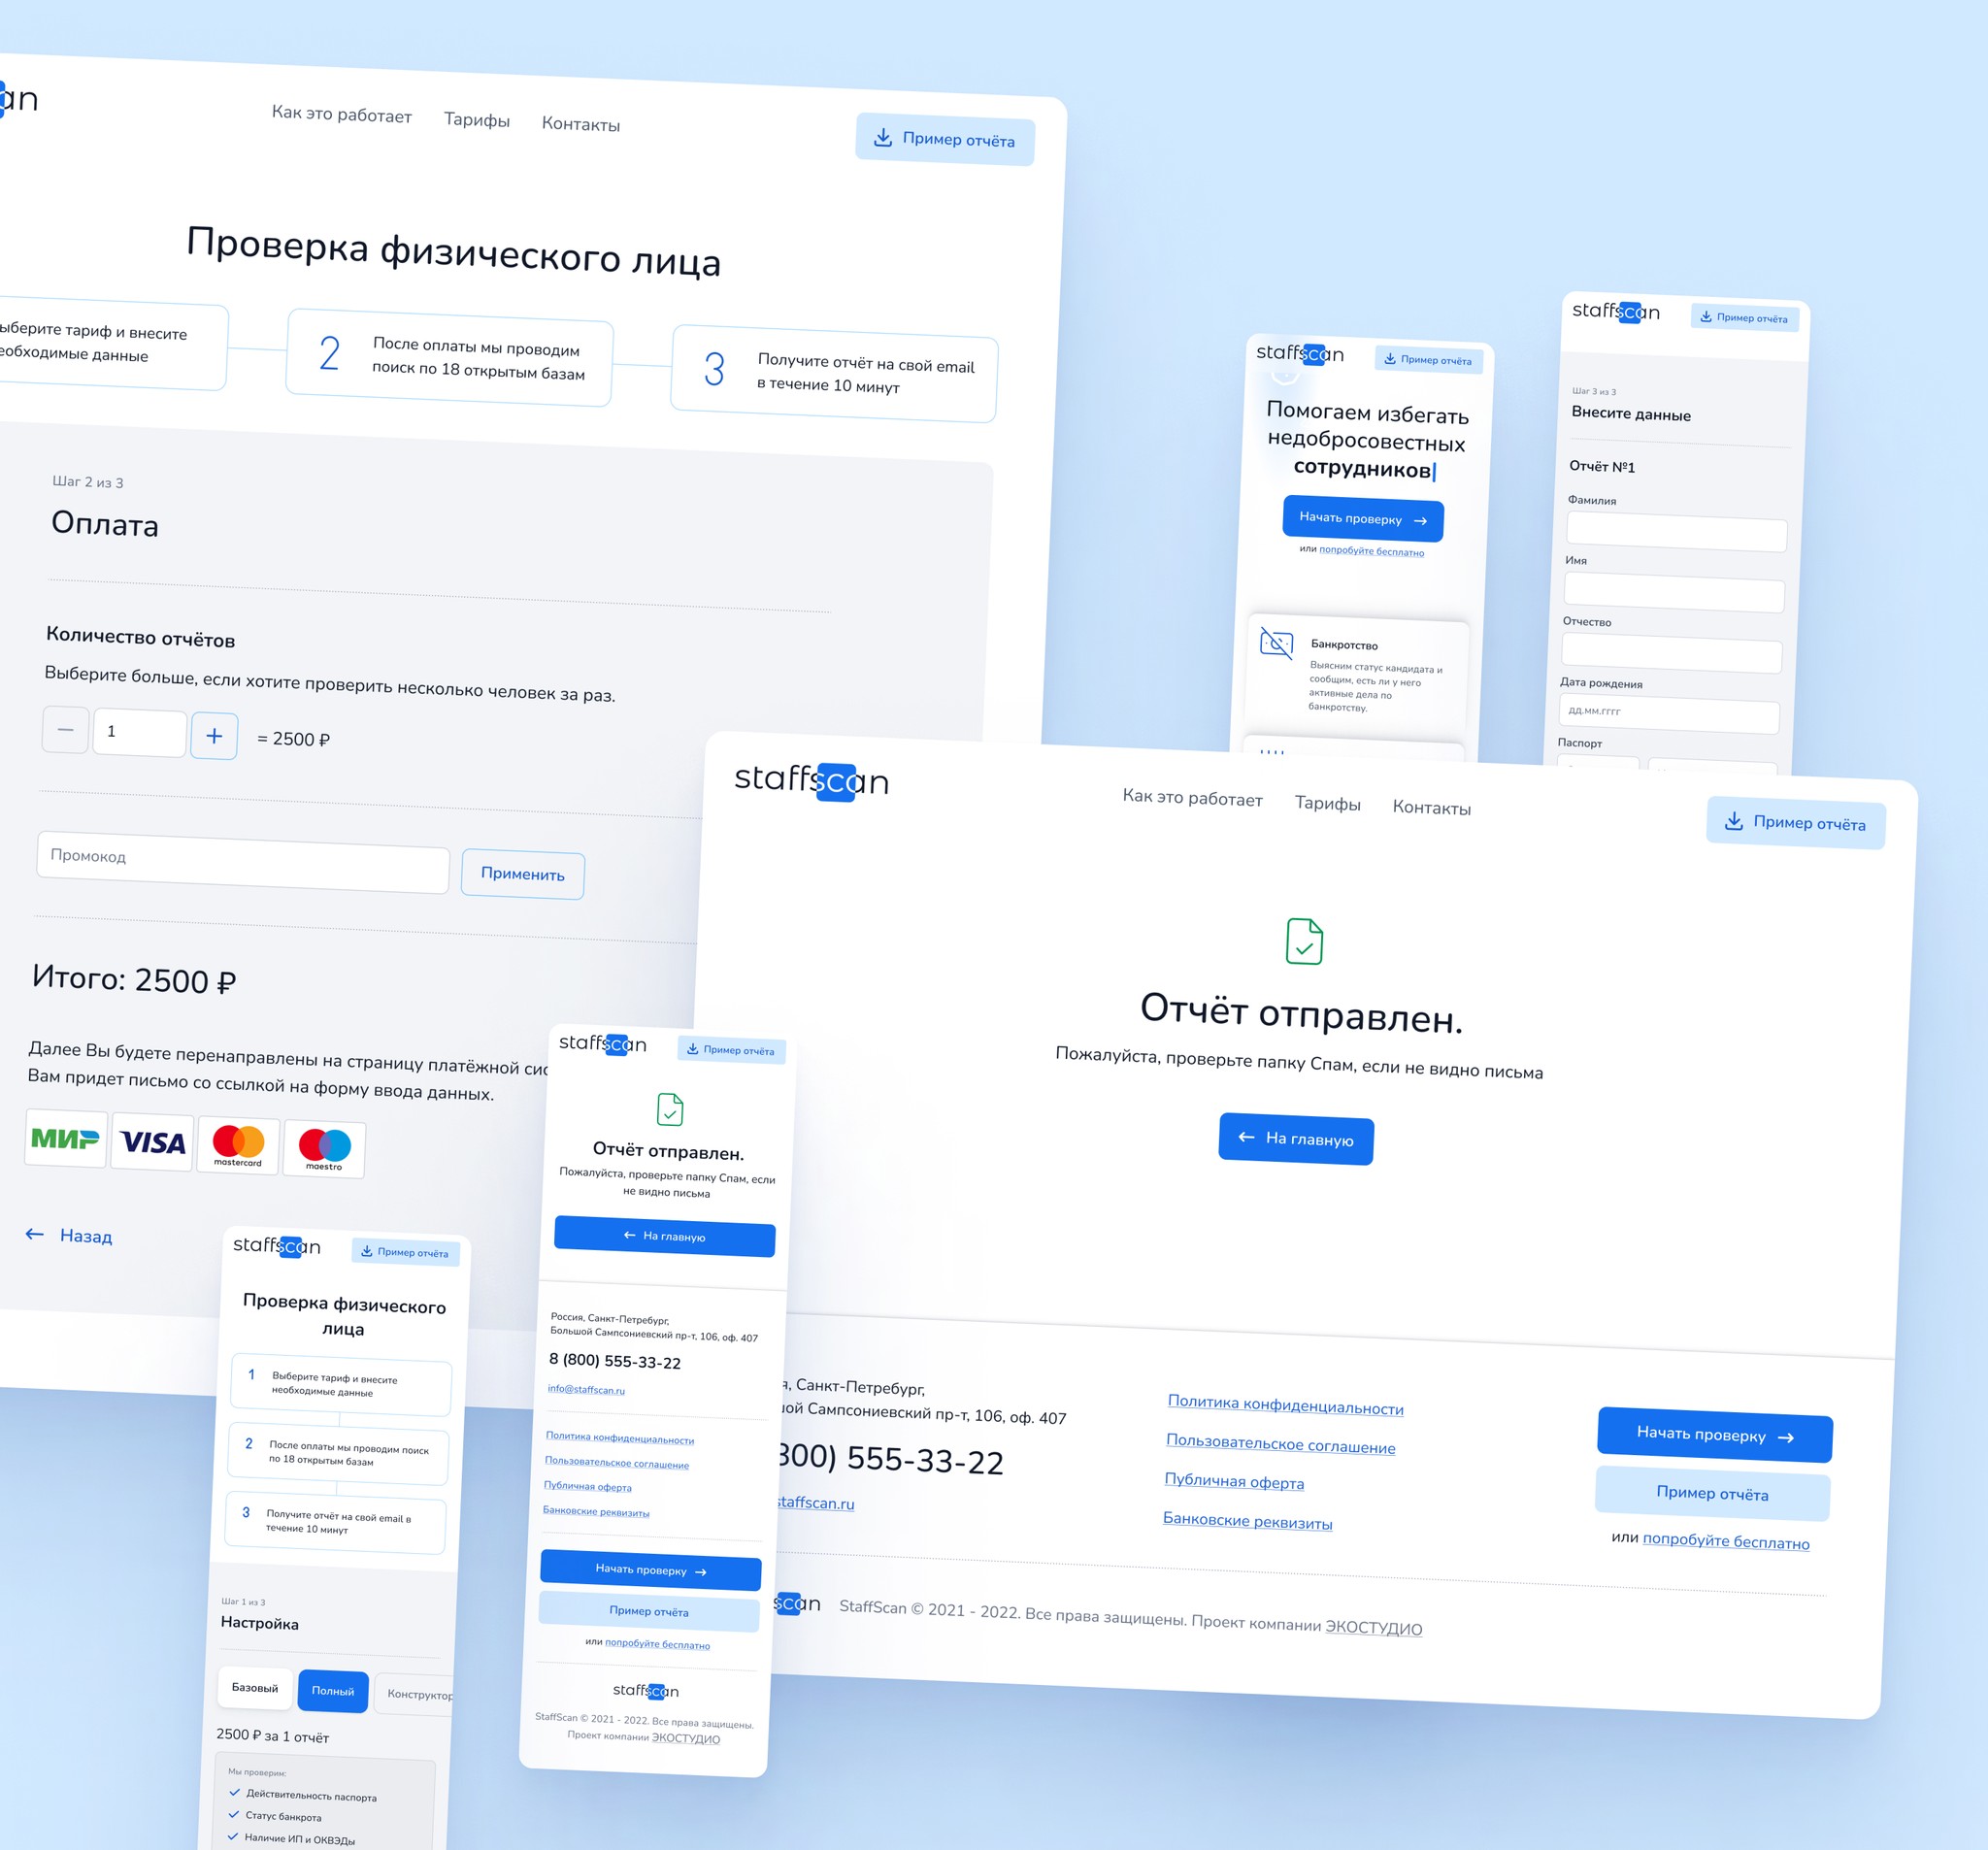 an
Как это работает
Тарифы
Контакты
Пример отчёта
Проверка физического лица
ыберите тариф и внесите
еобходимые данные
2
После оплаты мы проводим
поиск по 18 открытым базам
3
Получите отчёт на свой email
в течение 10 минут
Шаг 2 из 3
Оплата
Количество отчётов
Выберите больше, если хотите проверить несколько человек за раз.
1
= 2500 ₽
Промокод
Применить
Итого: 2500 ₽
Далее Вы будете перенаправлены на страницу платёжной сис
Вам придет письмо со ссылкой на форму ввода данных.
МИР
VISA
mastercard
maestro
Назад
staffscan
Пример отчёта
Помогаем избегать
недобросовестных
сотрудников
Начать проверку
или попробуйте бесплатно
Банкротство
Выясним статус кандидата и
сообщим, есть ли у него
активные дела по
банкротству.
staffscan
Пример отчёта
Шаг 3 из 3
Внесите данные
Отчёт №1
Фамилия
Имя
Отчество
Дата рождения
дд.мм.гггг
Паспорт
staffscan
Как это работает
Тарифы
Контакты
Пример отчёта
Отчёт отправлен.
Пожалуйста, проверьте папку Спам, если не видно письма
На главную
я, Санкт-Петребург,
шой Сампсониевский пр-т, 106, оф. 407
800) 555-33-22
staffscan.ru
Политика конфиденциальности
Пользовательское соглашение
Публичная оферта
Банковские реквизиты
Начать проверку
Пример отчёта
или попробуйте бесплатно
scan
StaffScan © 2021 - 2022. Все права защищены. Проект компании ЭКОСТУДИО
staffscan
Пример отчёта
Отчёт отправлен.
Пожалуйста, проверьте папку Спам, если
не видно письма
На главную
Россия, Санкт-Петребург,
Большой Сампсониевский пр-т, 106, оф. 407
8 (800) 555-33-22
info@staffscan.ru
Политика конфиденциальности
Пользовательское соглашение
Публичная оферта
Банковские реквизиты
Начать проверку
Пример отчёта
или попробуйте бесплатно
staffscan
StaffScan © 2021 - 2022. Все права защищены.
Проект компании ЭКОСТУДИО
staffscan
Пример отчёта
Проверка физического
лица
1
Выберите тариф и внесите
необходимые данные
2
После оплаты мы проводим поиск
по 18 открытым базам
3
Получите отчёт на свой email в
течение 10 минут
Шаг 1 из 3
Настройка
Базовый
Полный
Конструктор
2500 ₽ за 1 отчёт
Мы проверим:
Действительность паспорта
Статус банкрота
Наличие ИП и ОКВЭДы